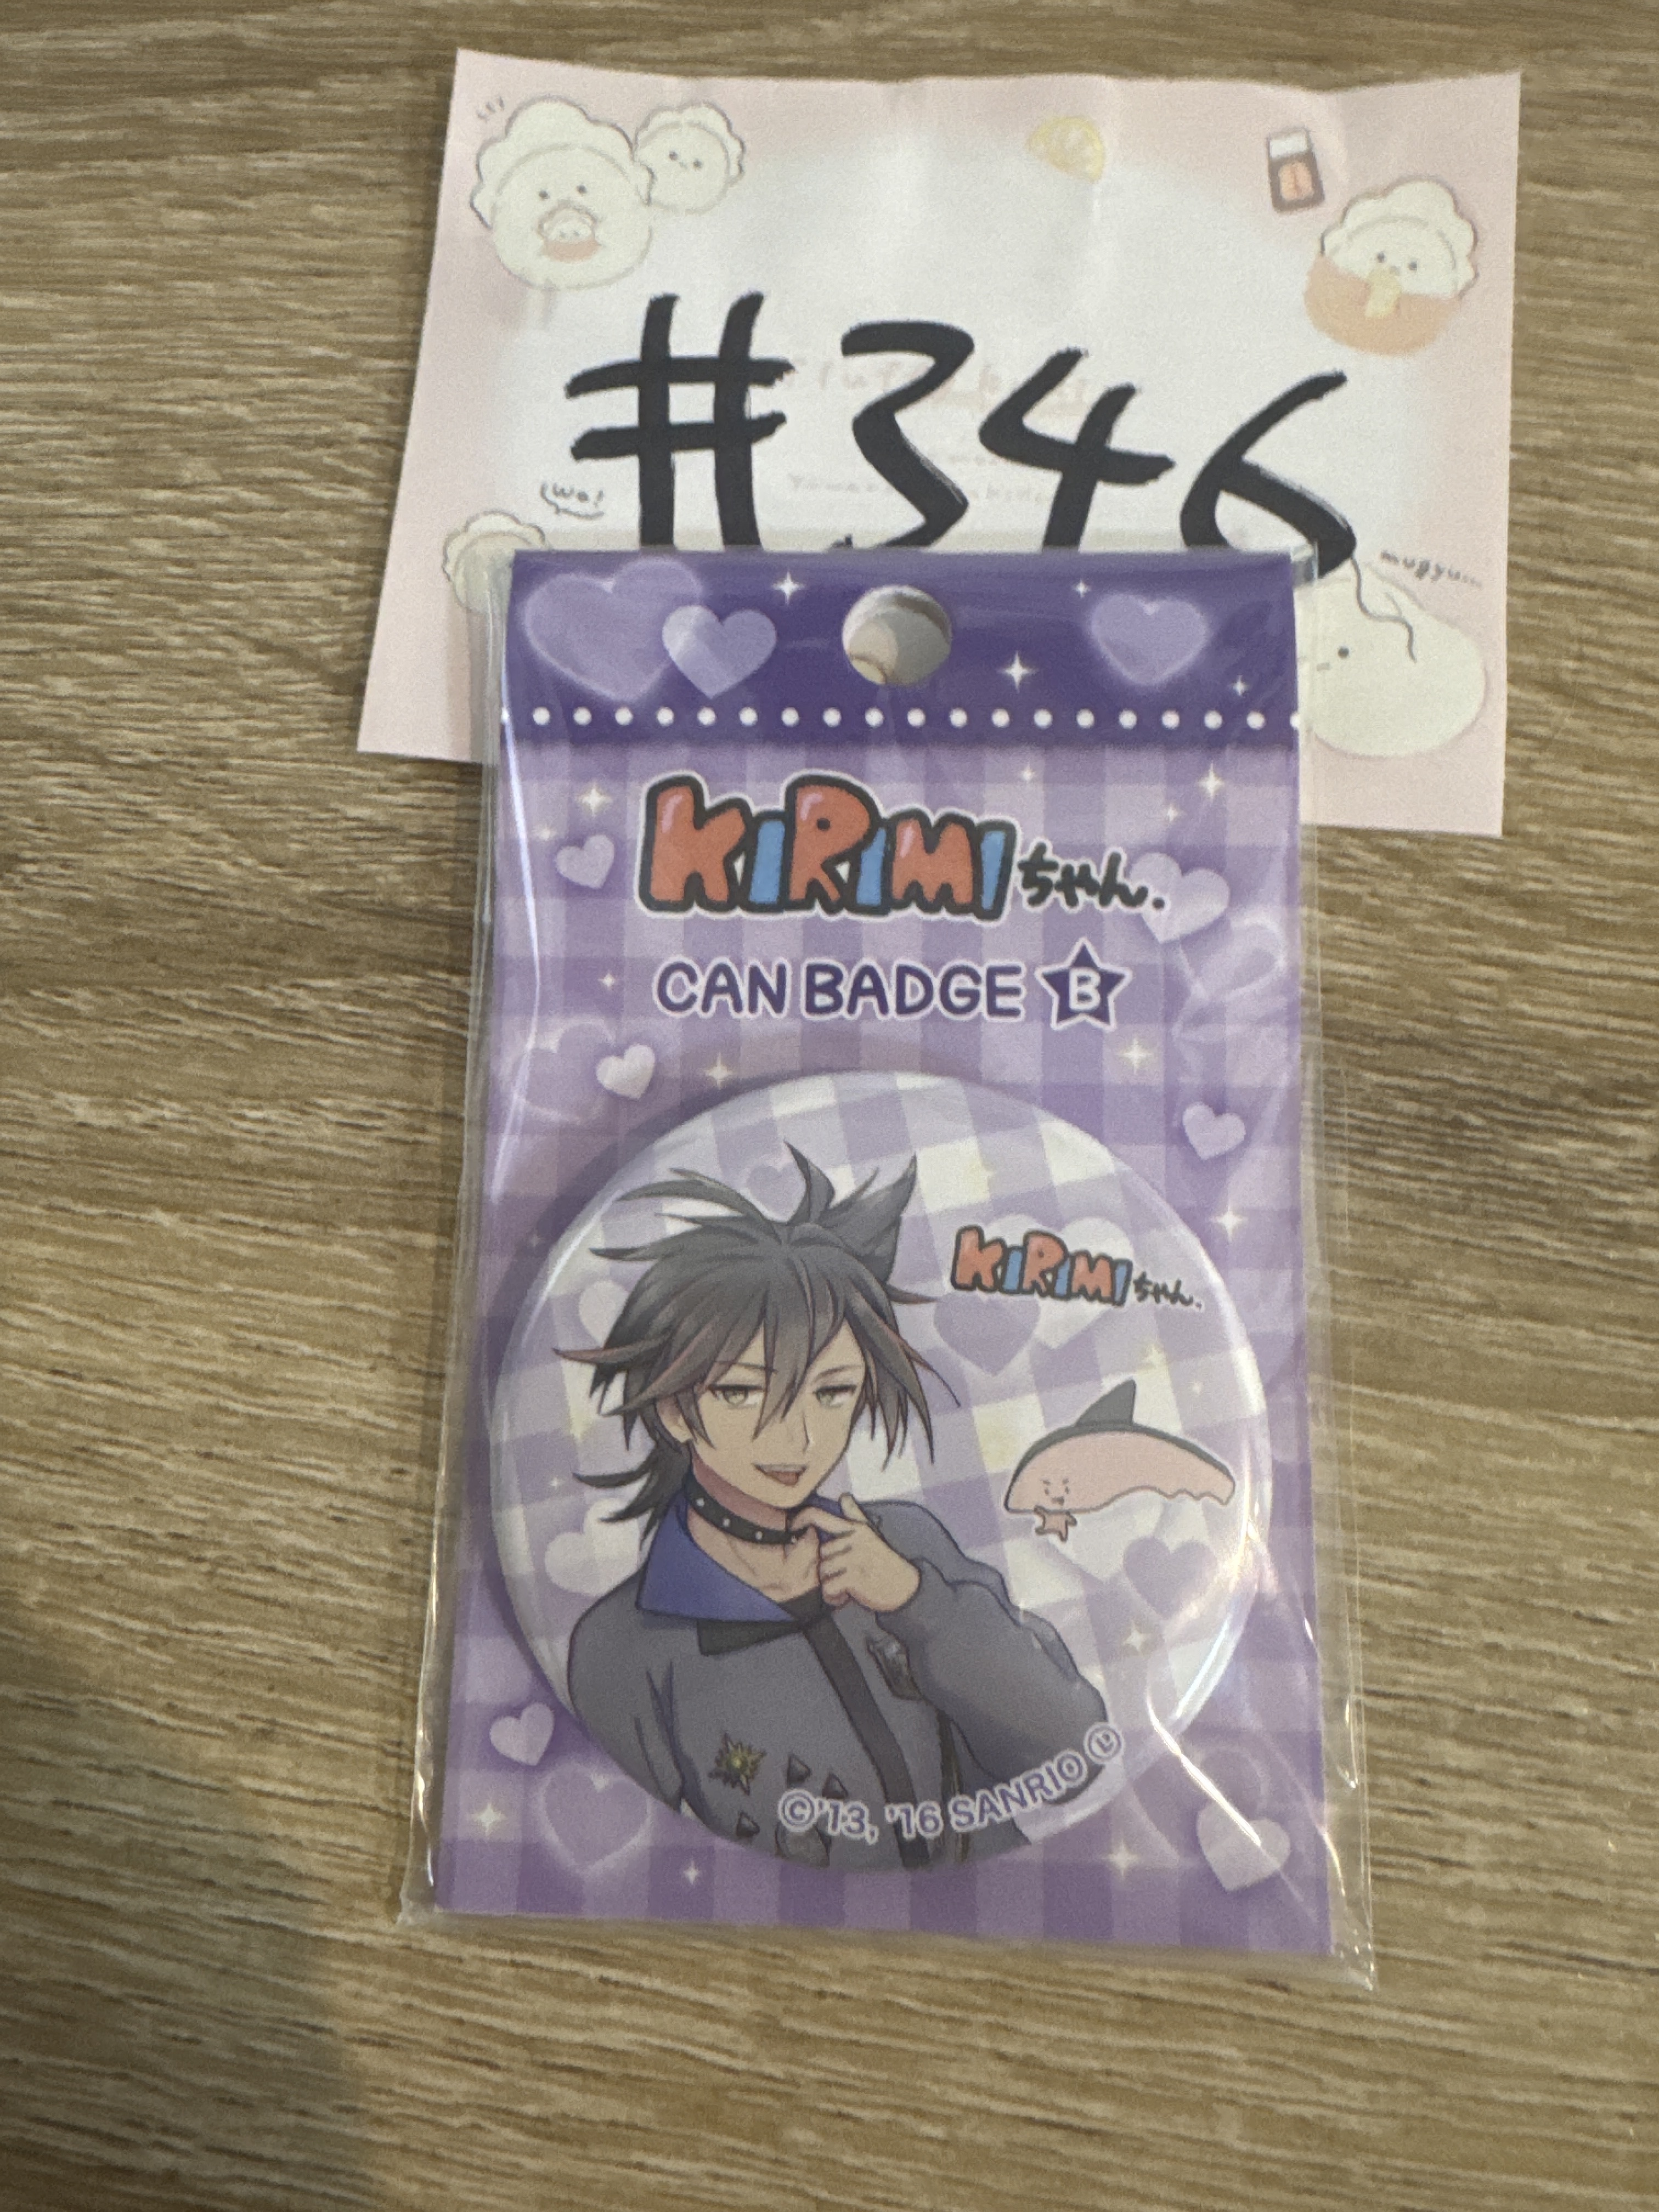 #346
wa!
mugyu...
KIRIMIちゃん.
CAN BADGE B
KIRIMIちゃん.
©'13, '16 SANRIO Ⓛ